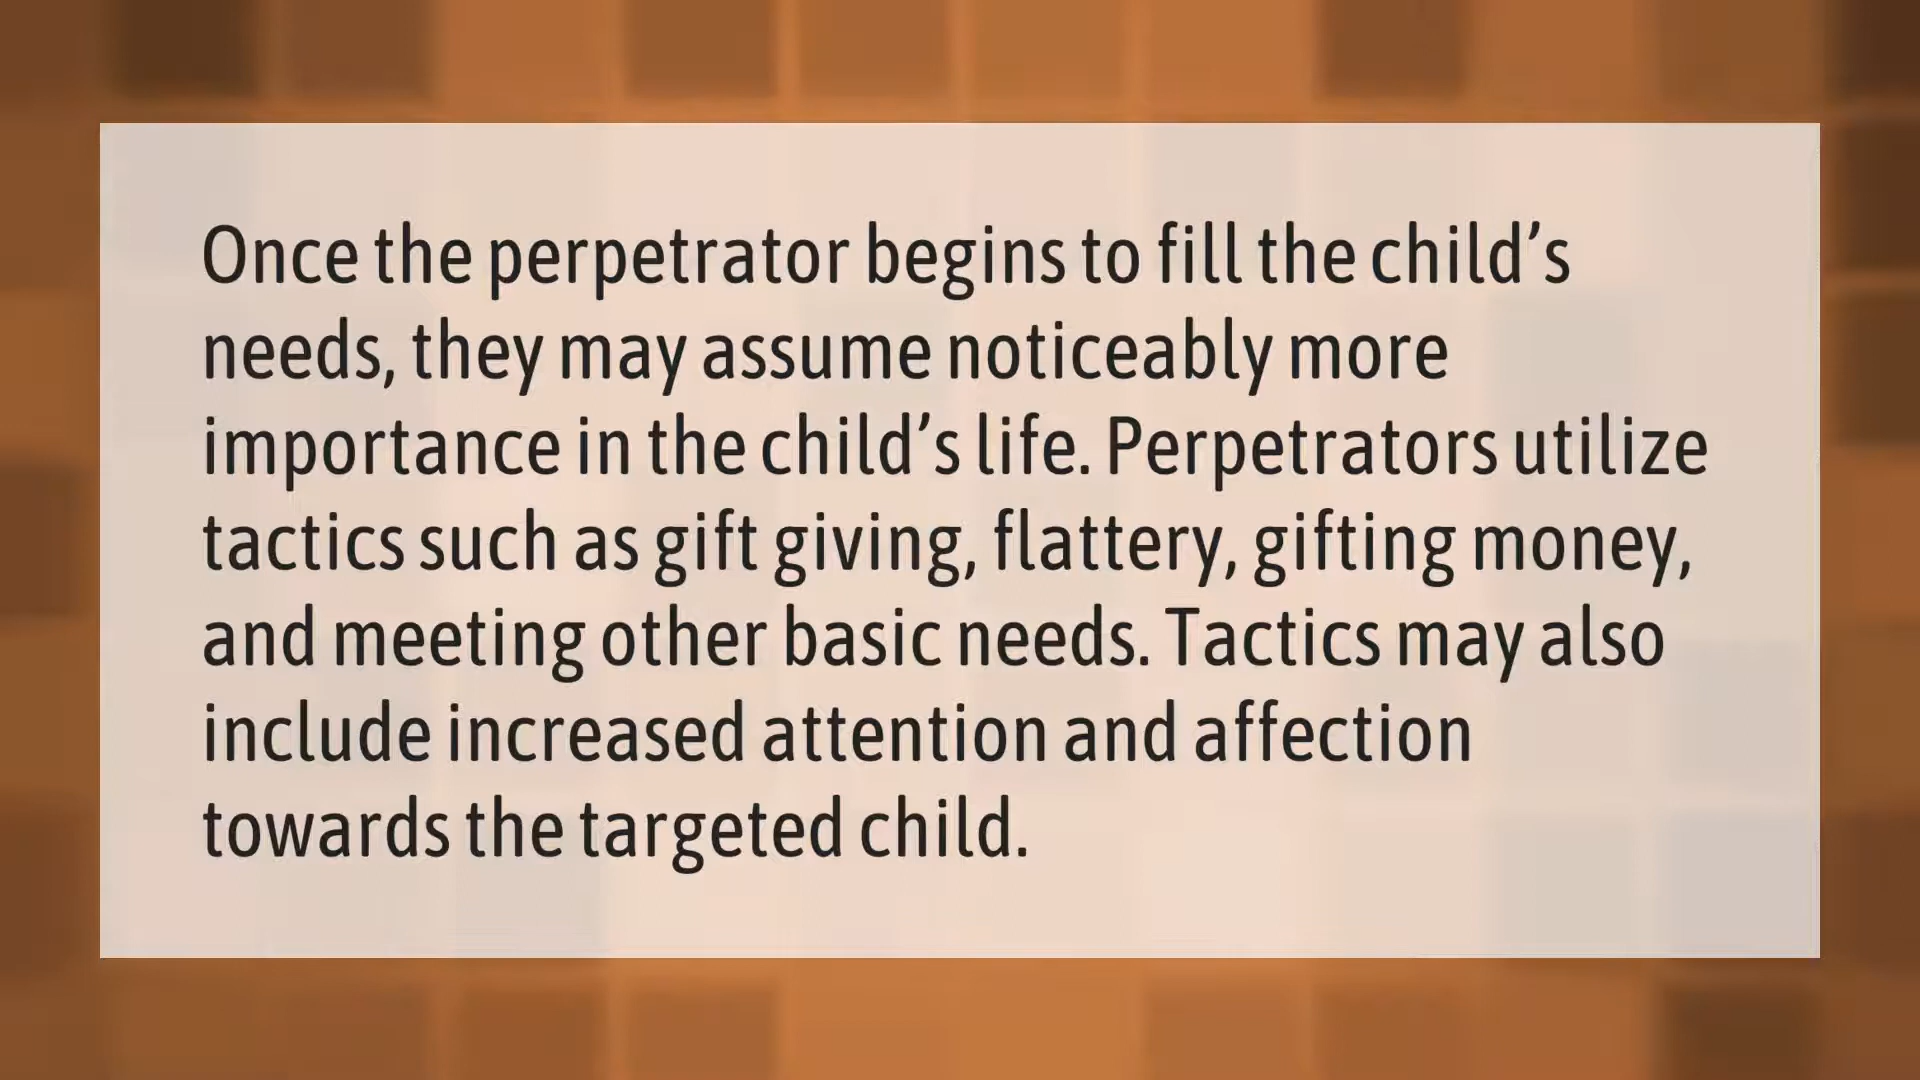 Once the perpetrator begins to fill the child’s
needs, they may assume noticeably more
importance in the child’s life. Perpetrators utilize
tactics such as gift giving, flattery, gifting money,
and meeting other basic needs. Tactics may also
include increased attention and affection
towards the targeted child.